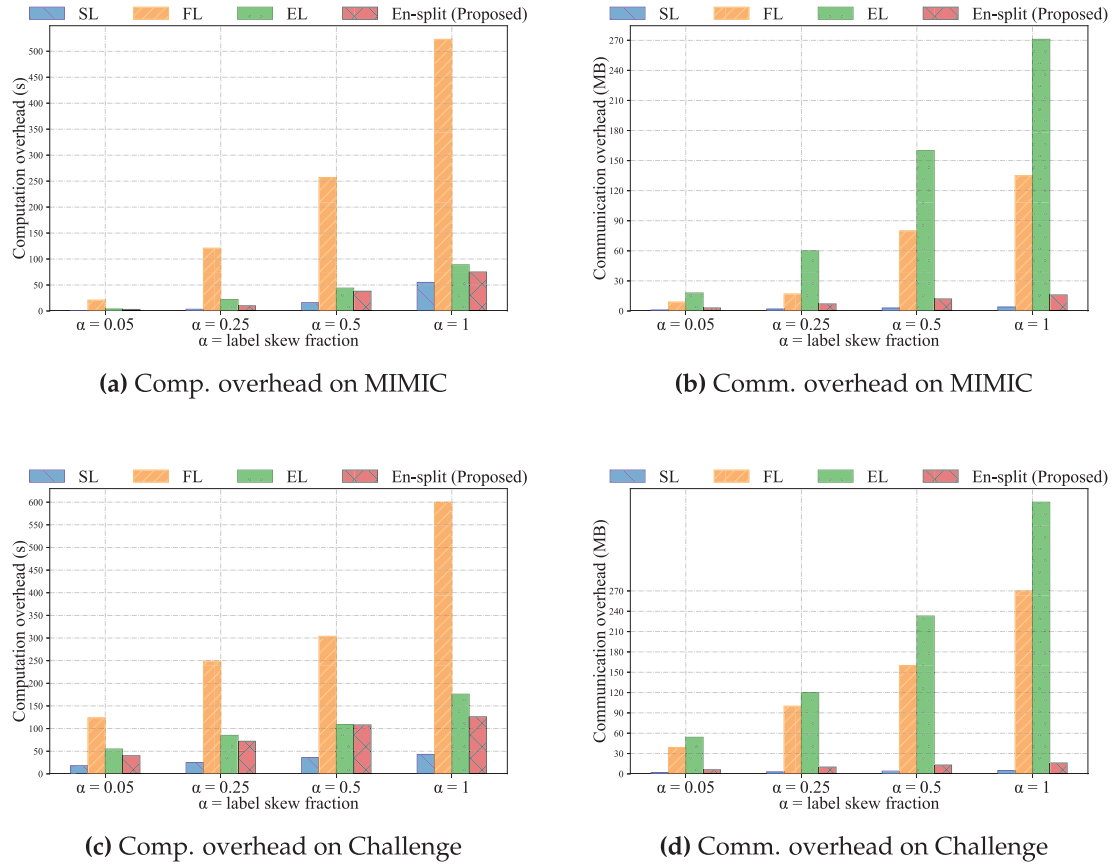 SL FL EL En-split (Proposed)
Computation overhead (s)
500
450
400
350
300
250
200
150
100
50
0
α = 0.05 α = 0.25 α = 0.5 α = 1
α = label skew fraction
(a) Comp. overhead on MIMIC
SL FL EL En-split (Proposed)
Communication overhead (MB)
270
240
210
180
150
120
90
60
30
0
α = 0.05 α = 0.25 α = 0.5 α = 1
α = label skew fraction
(b) Comm. overhead on MIMIC
SL FL EL En-split (Proposed)
Computation overhead (s)
600
550
500
450
400
350
300
250
200
150
100
50
0
α = 0.05 α = 0.25 α = 0.5 α = 1
α = label skew fraction
(c) Comp. overhead on Challenge
SL FL EL En-split (Proposed)
Communication overhead (MB)
270
240
210
180
150
120
90
60
30
0
α = 0.05 α = 0.25 α = 0.5 α = 1
α = label skew fraction
(d) Comm. overhead on Challenge